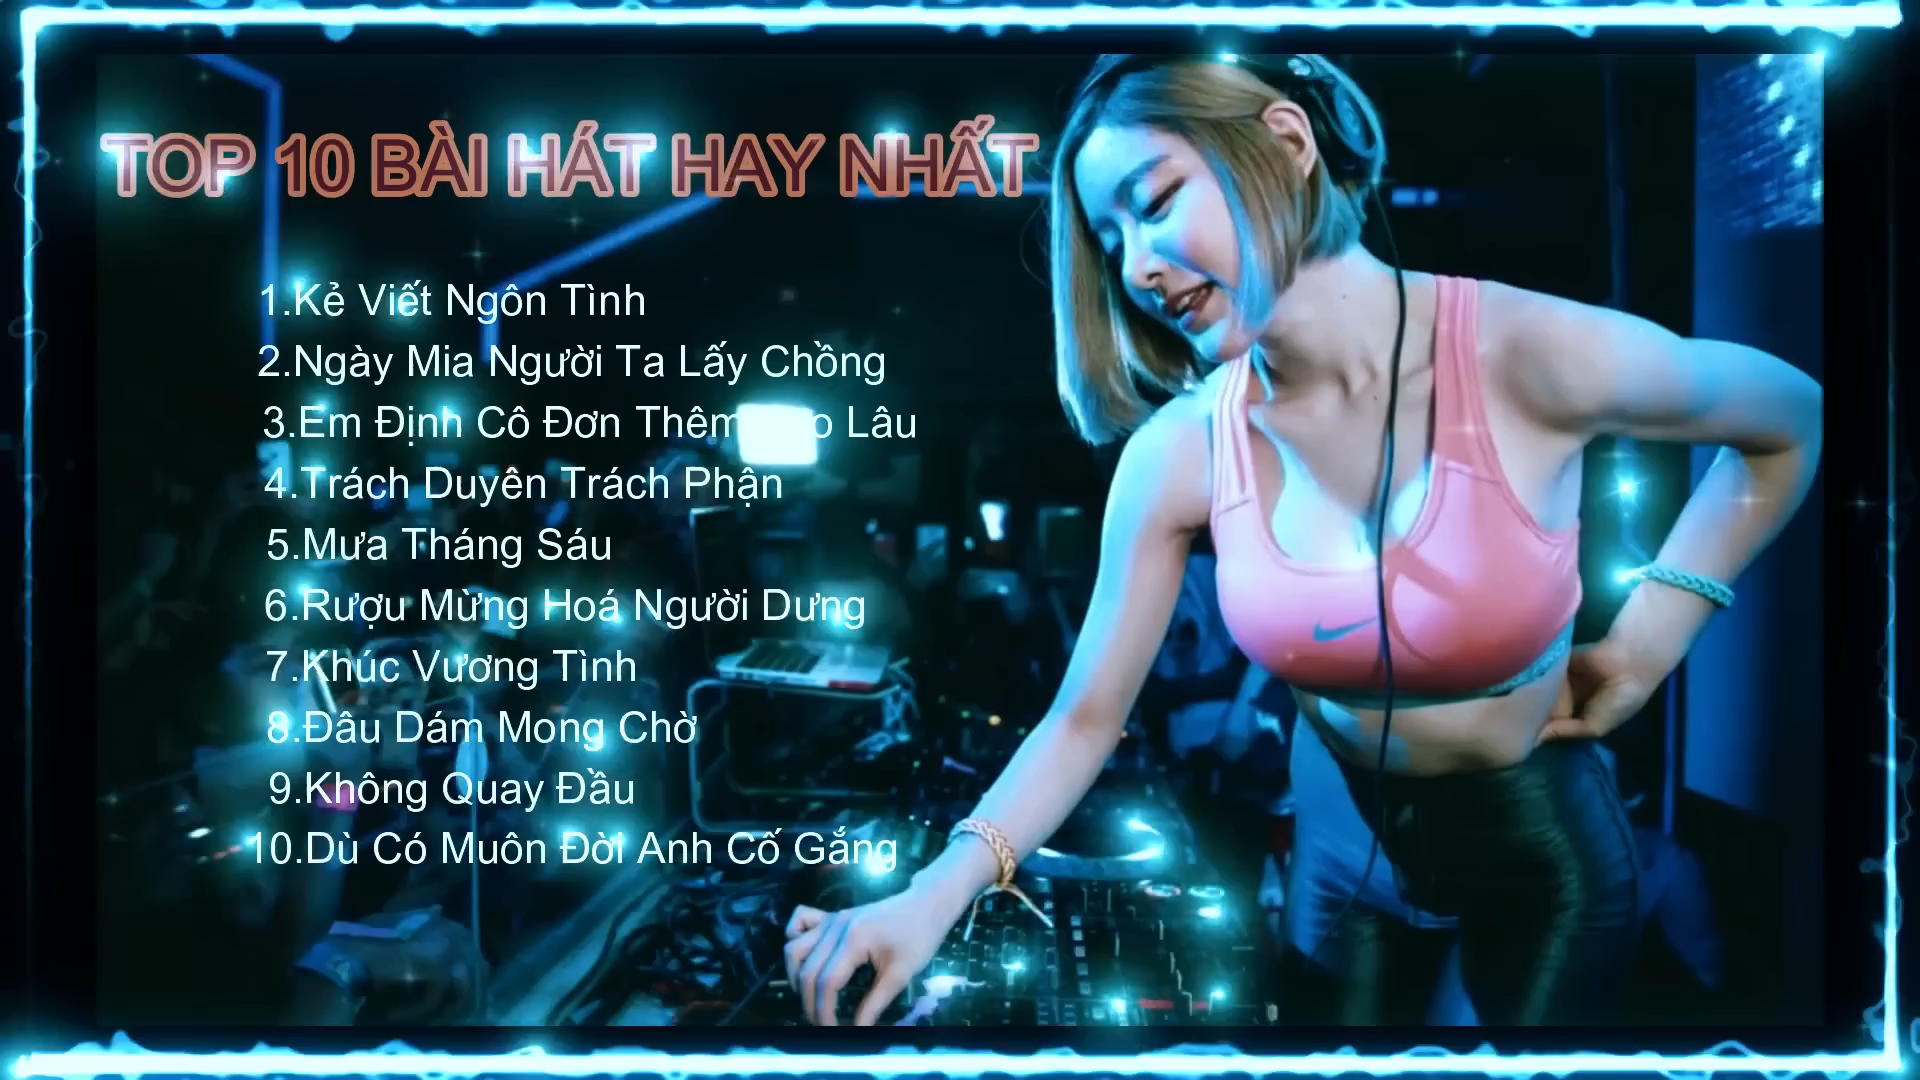 TOP 10 BÀI HÁT HAY NHẤT
1.Kẻ Viết Ngôn Tình
2.Ngày Mia Người Ta Lấy Chồng
3.Em Định Cô Đơn Thêm Lâu
4.Trách Duyên Trách Phận
5.Mưa Tháng Sáu
6.Rượu Mừng Hoá Người Dưng
7.Khúc Vương Tình
8.Đâu Dám Mong Chờ
9.Không Quay Đầu
10.Dù Có Muôn Đời Anh Cố Gắng